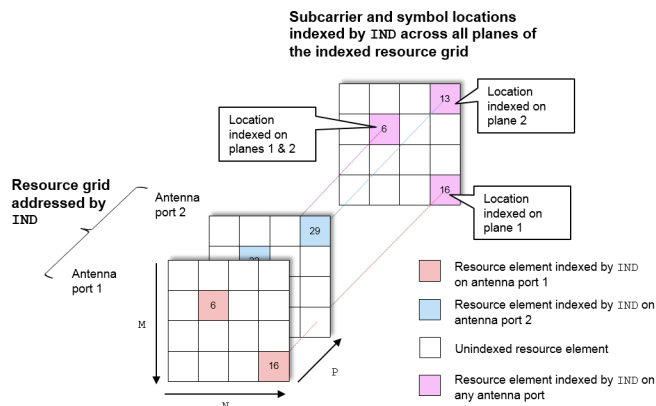 Subcarrier and symbol locations
indexed by IND across all planes of
the indexed resource grid
13
Location
indexed on
plane 2
Location
indexed on
planes 1 & 2
6
16
Location
indexed on
plane 1
Resource grid
addressed by
IND
Antenna
port 2
Antenna
port 1
29
6
16
M
N
P
Resource element indexed by IND
on antenna port 1
Resource element indexed by IND on
antenna port 2
Unindexed resource element
Resource element indexed by IND on
any antenna port